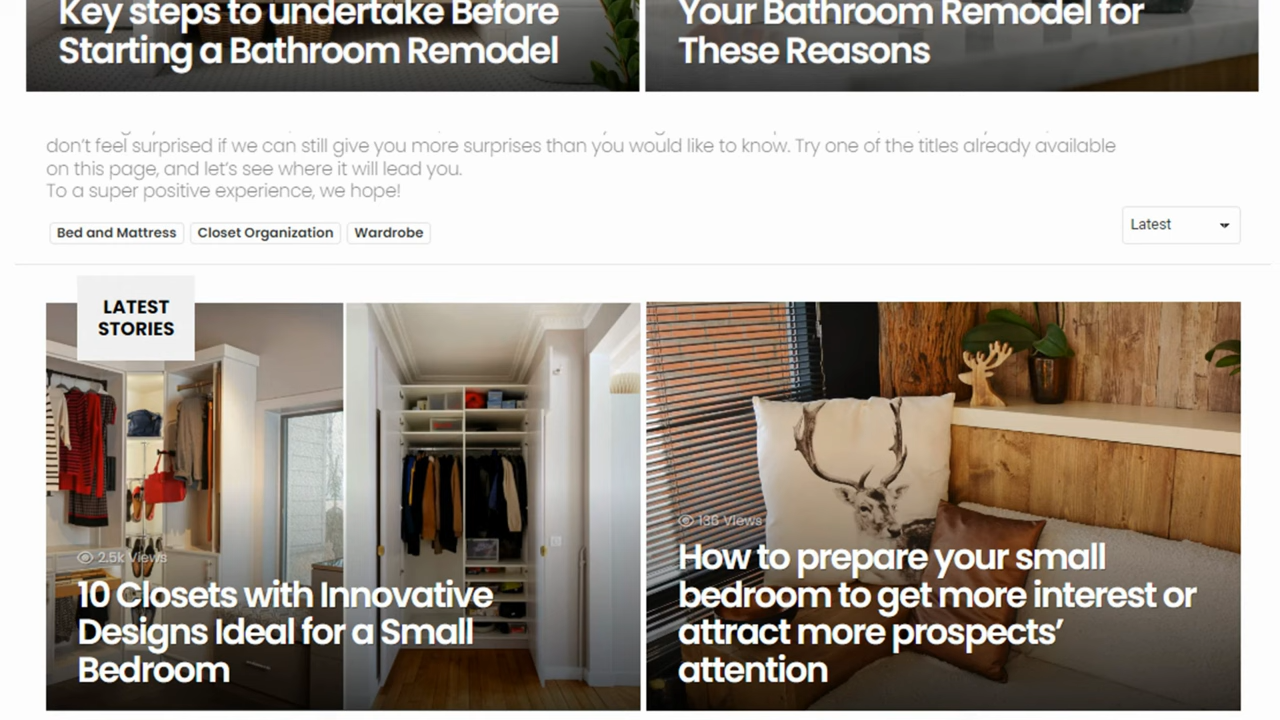 Key steps to undertake Before
Starting a Bathroom Remodel
Your Bathroom Remodel for
These Reasons
don't feel surprised if we can still give you more surprises than you would like to know. Try one of the titles already available
on this page, and let's see where it will lead you.
To a super positive experience, we hope!
Bed and Mattress
Closet Organization
Wardrobe
Latest
LATEST
STORIES
2.5k Views
10 Closets with Innovative
Designs Ideal for a Small
Bedroom
136 Views
How to prepare your small
bedroom to get more interest or
attract more prospects’
attention